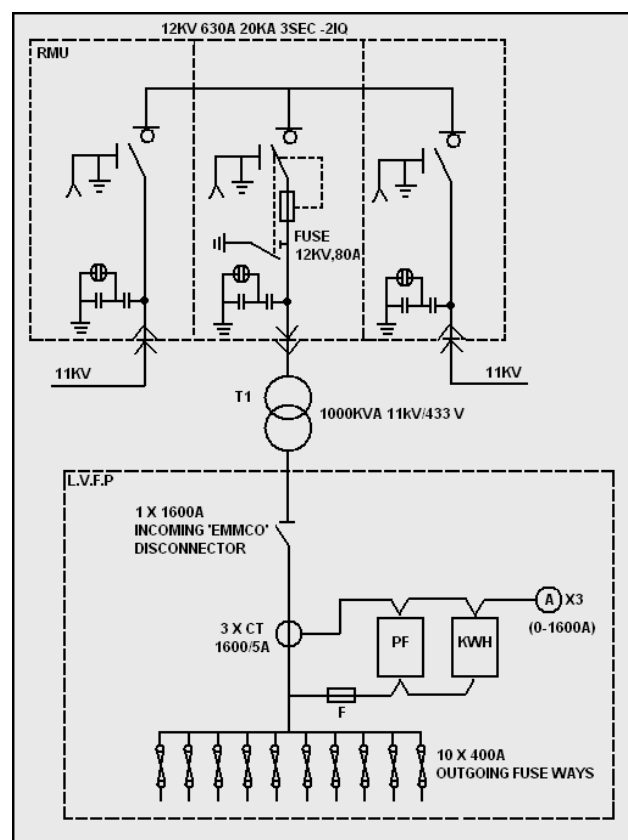 12KV 630A 20KA 3SEC -2IQ
RMU
FUSE
12KV,80A
11KV
11KV
T1
1000KVA 11kV/433 V
L.V.F.P
1 X 1600A
INCOMING 'EMMCO'
DISCONNECTOR
3 X CT
1600/5A
PF
KWH
A
X3
(0-1600A)
F
10 X 400A
OUTGOING FUSE WAYS